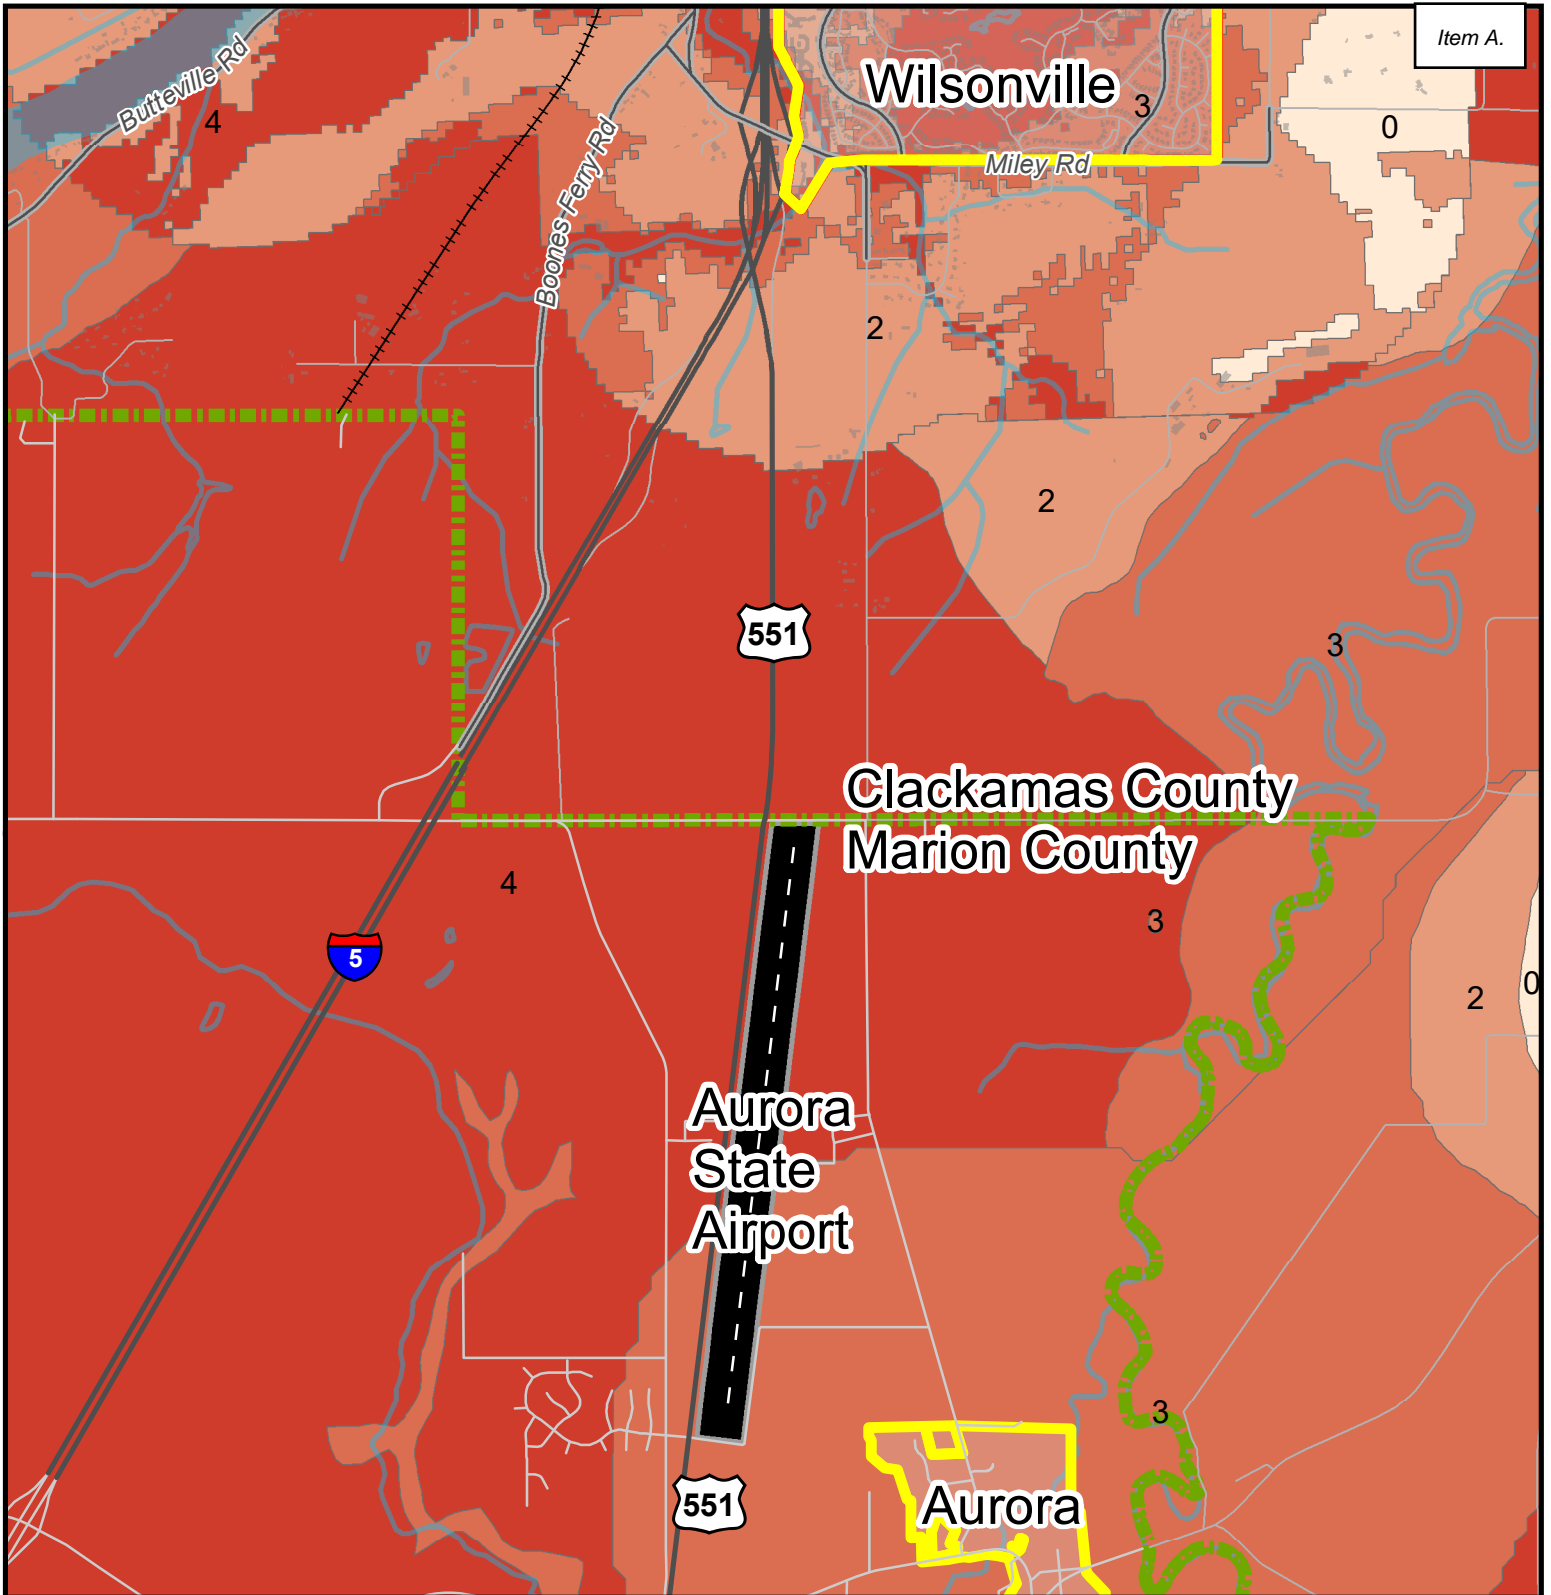 Item A.
Butteville Rd
4
Wilsonville
3
0
Miley Rd
Boones Ferry Rd
2
2
551
3
Clackamas County
Marion County
4
3
5
2
0
Aurora
State
Airport
3
551
Aurora